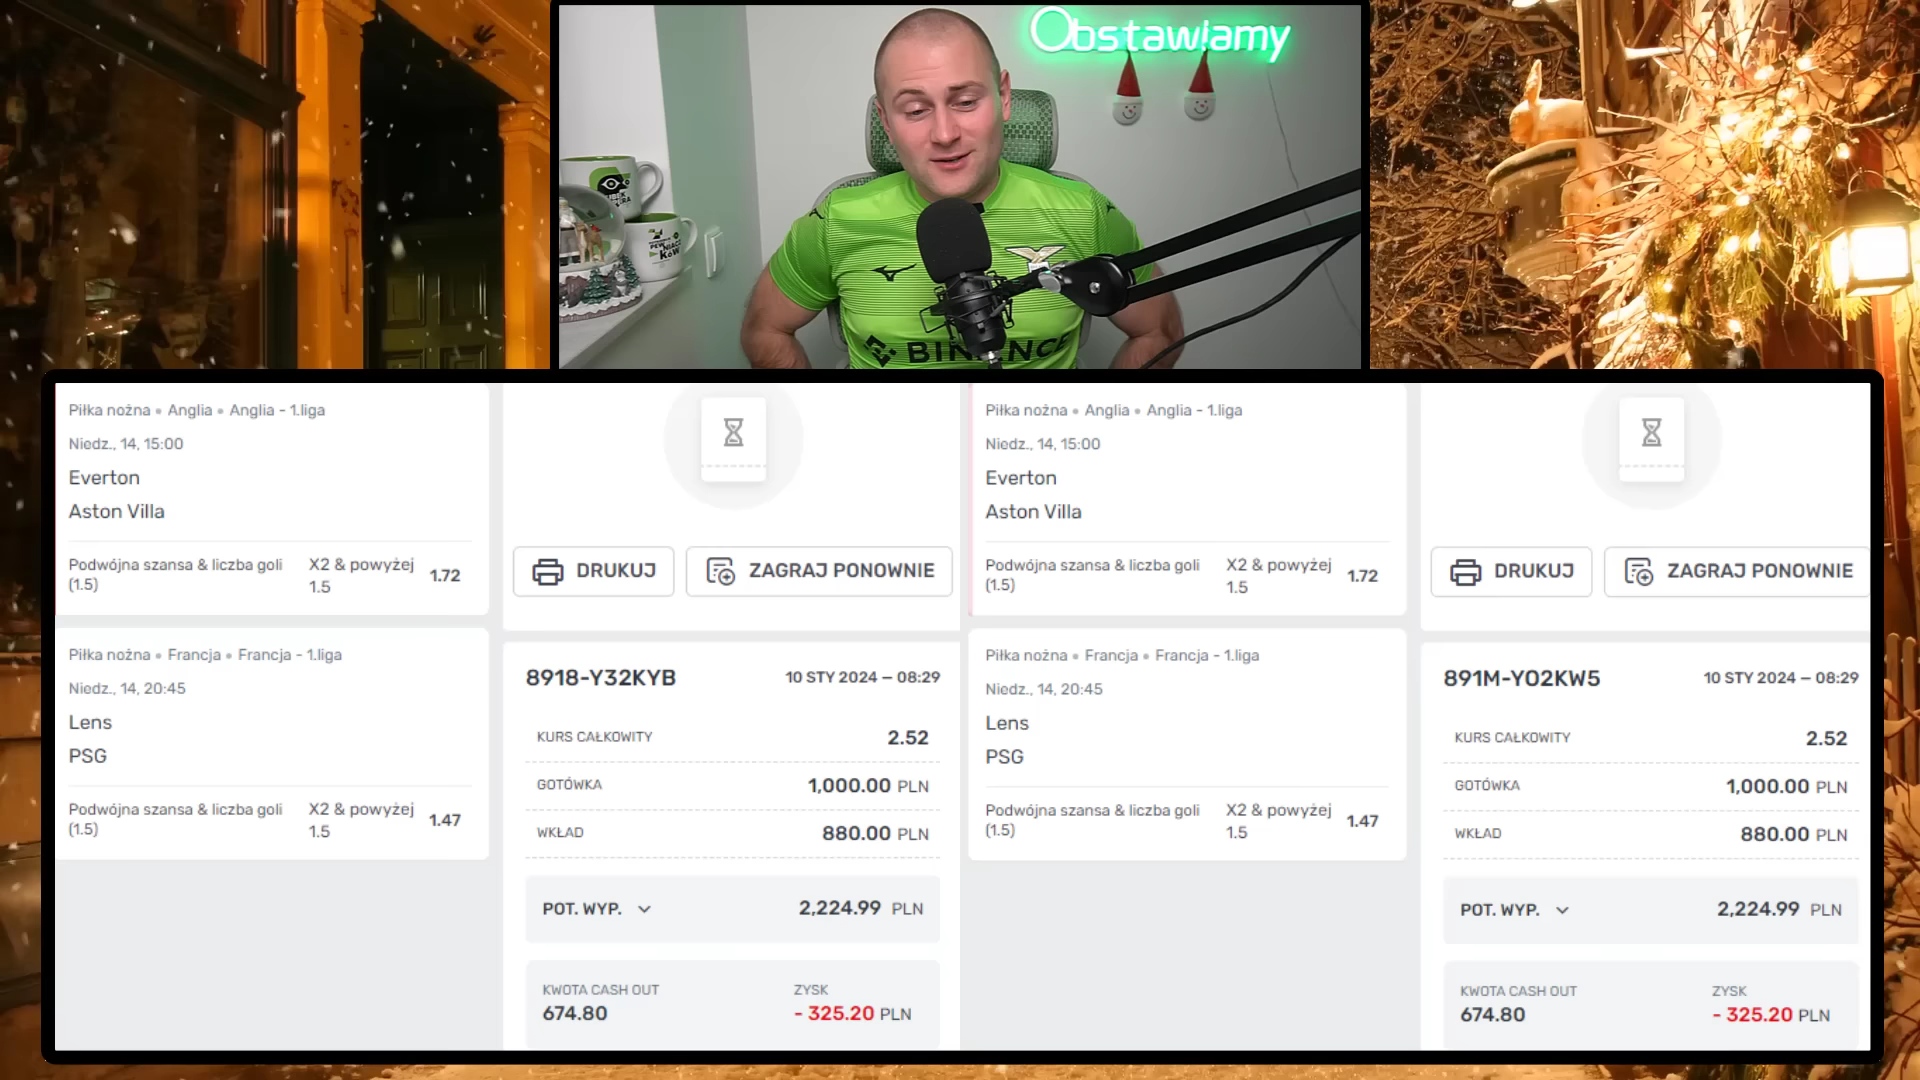 Obstawiamy
BINANCE
Piłka nożna • Anglia • Anglia - 1.liga
Niedz., 14, 15:00
Everton
Aston Villa
Podwójna szansa & liczba goli (1.5)
X2 & powyżej 1.5
1.72
Piłka nożna • Francja • Francja - 1.liga
Niedz., 14, 20:45
Lens
PSG
Podwójna szansa & liczba goli (1.5)
X2 & powyżej 1.5
1.47
DRUKUJ
ZAGRAJ PONOWNIE
8918-Y32KYB
10 STY 2024 – 08:29
KURS CAŁKOWITY 2.52
GOTÓWKA 1,000.00 PLN
WKŁAD 880.00 PLN
POT. WYP. 2,224.99 PLN
KWOTA CASH OUT
674.80
ZYSK
- 325.20 PLN
Piłka nożna • Anglia • Anglia - 1.liga
Niedz., 14, 15:00
Everton
Aston Villa
Podwójna szansa & liczba goli (1.5)
X2 & powyżej 1.5
1.72
Piłka nożna • Francja • Francja - 1.liga
Niedz., 14, 20:45
Lens
PSG
Podwójna szansa & liczba goli (1.5)
X2 & powyżej 1.5
1.47
DRUKUJ
ZAGRAJ PONOWNIE
891M-YO2KW5
10 STY 2024 – 08:29
KURS CAŁKOWITY 2.52
GOTÓWKA 1,000.00 PLN
WKŁAD 880.00 PLN
POT. WYP. 2,224.99 PLN
KWOTA CASH OUT
674.80
ZYSK
- 325.20 PLN